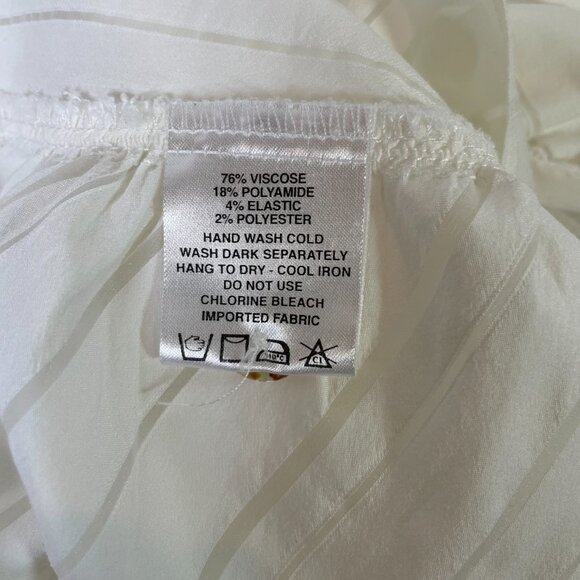 76% VISCOSE
18% POLYAMIDE
4% ELASTIC
2% POLYESTER
HAND WASH COLD
WASH DARK SEPARATELY
HANG TO DRY - COOL IRON
DO NOT USE
CHLORINE BLEACH
IMPORTED FABRIC
Cl